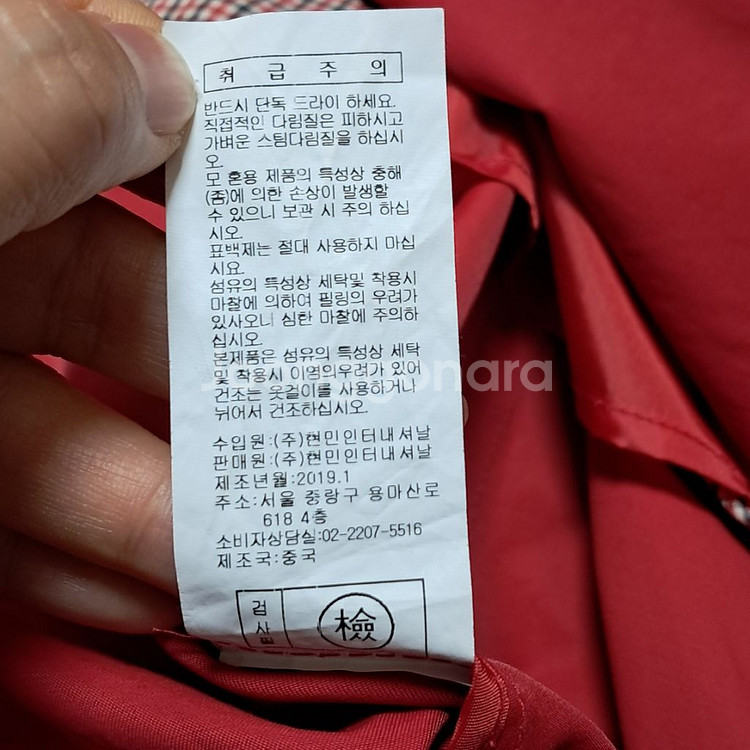 취급주의
반드시 단독 드라이 하세요.
직접적인 다림질은 피하시고
가벼운 스팀다림질을 하십시
오.
모 혼용 제품의 특성상 충해
(좀)에 의한 손상이 발생할
수 있으니 보관 시 주의 하십
시오.
표백제는 절대 사용하지 마십
시요.
섬유의 특성상 세탁및 착용시
마찰에 의하여 필링의 우려가
있사오니 심한 마찰에 주의하
십시오.
본제품은 섬유의 특성상 세탁
및 착용시 이염의우려가 있어
건조는 옷걸이를 사용하거나
뉘어서 건조하십시오.
수입원:(주)현민인터내셔날
판매원:(주)현민인터내셔날
제조년월:2019.1
주소:서울 중랑구 용마산로
618 4층
소비자상담실:02-2207-5516
제조국:중국
검사필
檢